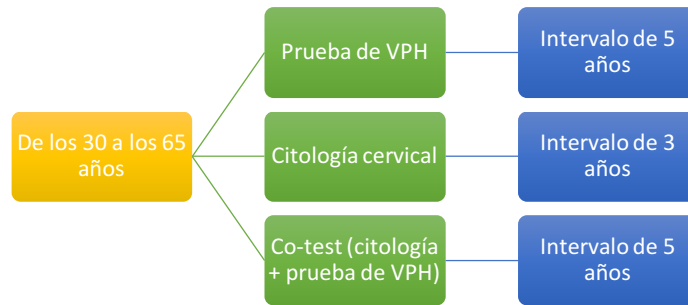 De los 30 a los 65
años
Prueba de VPH
Intervalo de 5
años
Citología cervical
Intervalo de 3
años
Co-test (citología
+ prueba de VPH)
Intervalo de 5
años